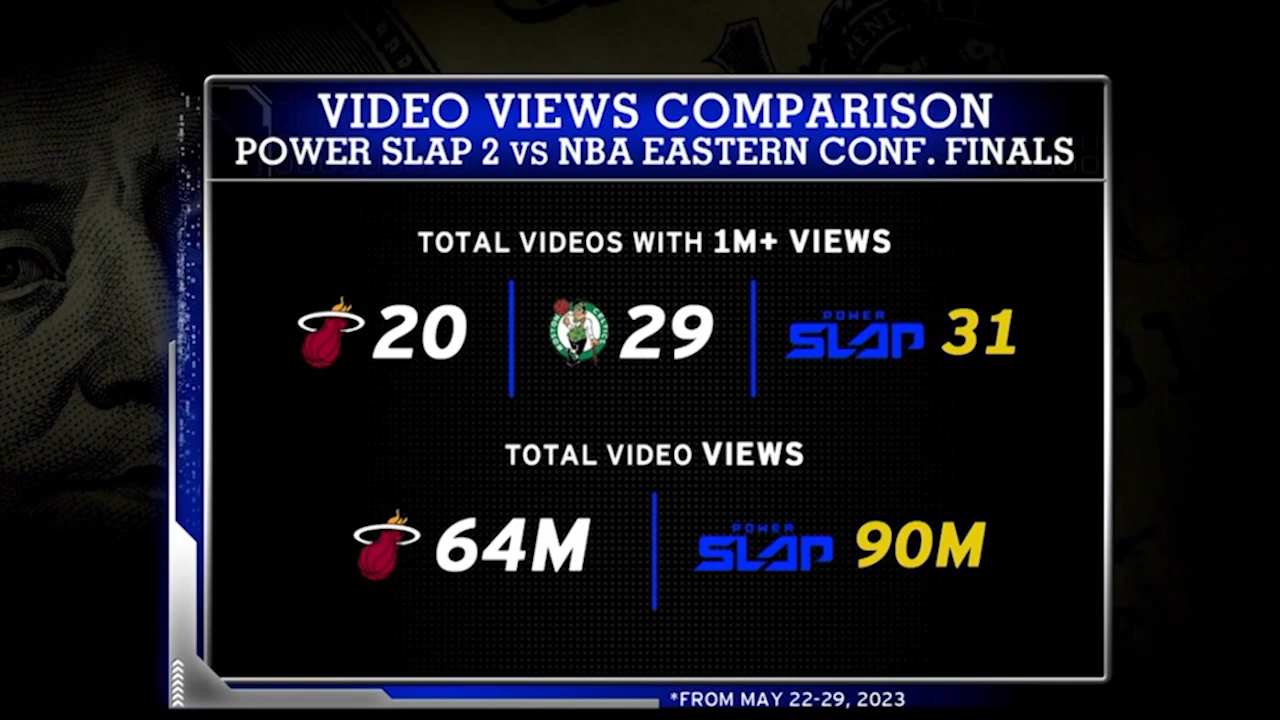 VIDEO VIEWS COMPARISON
POWER SLAP 2 VS NBA EASTERN CONF. FINALS
TOTAL VIDEOS WITH 1M+ VIEWS
20 29 POWER SLAP 31
TOTAL VIDEO VIEWS
64M POWER SLAP 90M
*FROM MAY 22-29, 2023